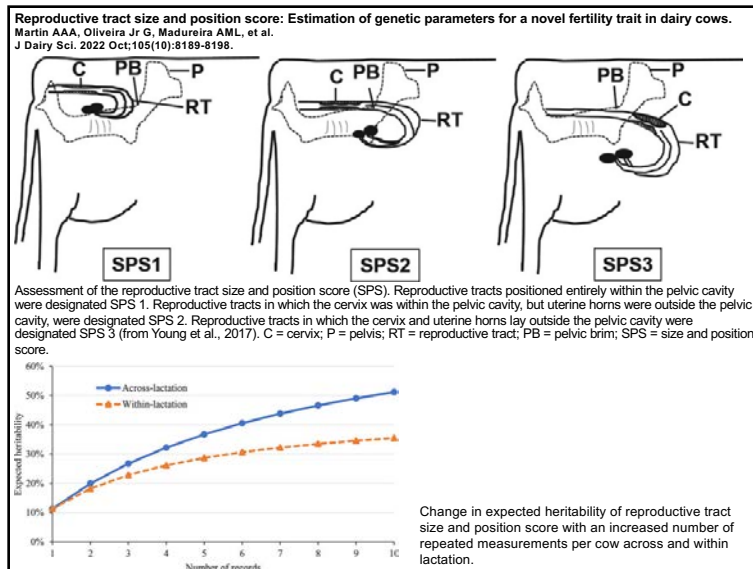 Reproductive tract size and position score: Estimation of genetic parameters for a novel fertility trait in dairy cows.
Martin AAA, Oliveira Jr G, Madureira AML, et al.
J Dairy Sci. 2022 Oct;105(10):8189-8198.
C PB P
RT
SPS1
C PB P
RT
SPS2
PB P
C
RT
SPS3
Assessment of the reproductive tract size and position score (SPS). Reproductive tracts positioned entirely within the pelvic cavity
were designated SPS 1. Reproductive tracts in which the cervix was within the pelvic cavity, but uterine horns were outside the pelvic
cavity, were designated SPS 2. Reproductive tracts in which the cervix and uterine horns lay outside the pelvic cavity were
designated SPS 3 (from Young et al., 2017). C = cervix; P = pelvis; RT = reproductive tract; PB = pelvic brim; SPS = size and position
score.
60%
50%
40%
30%
20%
10%
0%
Expected heritability
Across-lactation
Within-lactation
1 2 3 4 5 6 7 8 9 10
Number of records
Change in expected heritability of reproductive tract
size and position score with an increased number of
repeated measurements per cow across and within
lactation.